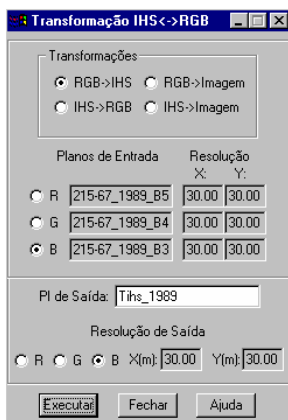 Transformação IHS<->RGB
Transformações
RGB->IHS RGB->Imagem
IHS->RGB IHS->Imagem
Planos de Entrada Resolução
X: Y:
R 215-67_1989_B5 30.00 30.00
G 215-67_1989_B4 30.00 30.00
B 215-67_1989_B3 30.00 30.00
PI de Saída: Tihs_1989
Resolução de Saída
R G B X(m): 30.00 Y(m): 30.00
Executar Fechar Ajuda